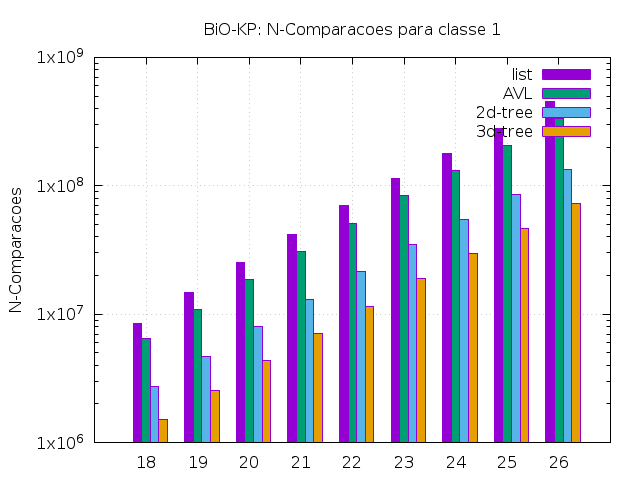 BiO-KP: N-Comparacoes para classe 1
1x10⁹
1x10⁸
1x10⁷
1x10⁶
N-Comparacoes
list
AVL
2d-tree
3d-tree
18 19 20 21 22 23 24 25 26